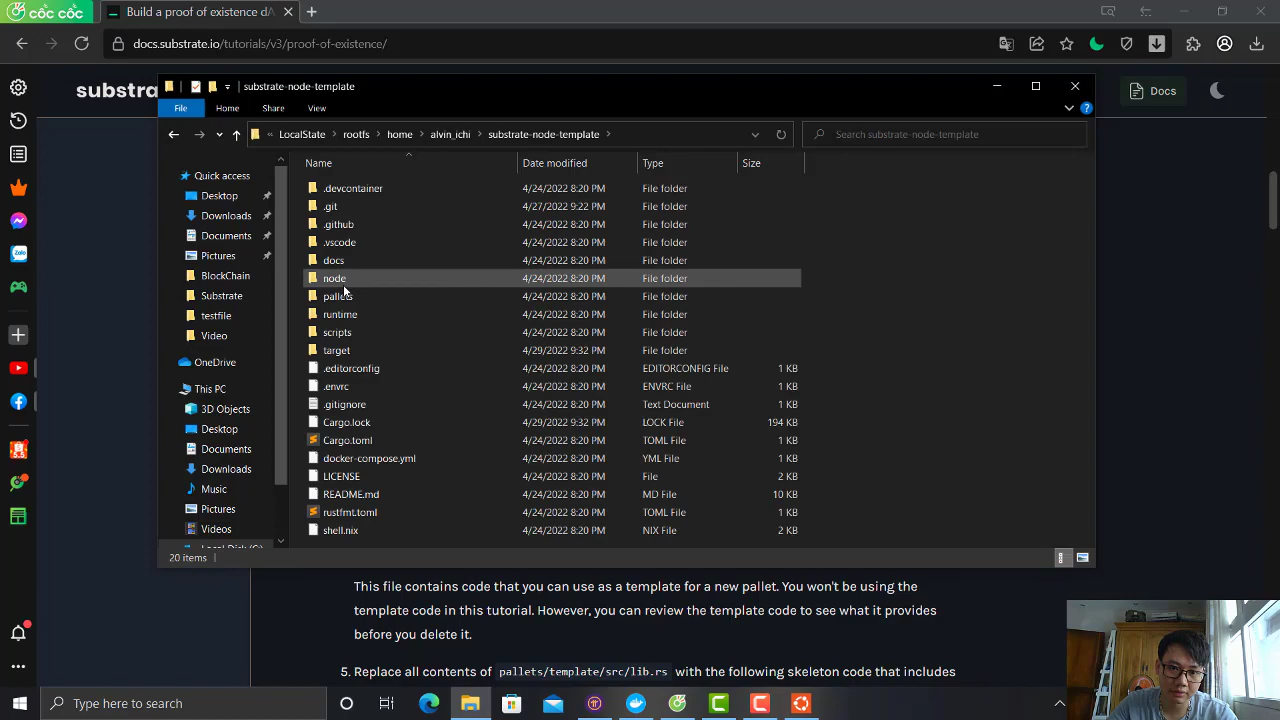 CỐC CỐC
Build a proof of existence dA
docs.substrate.io/tutorials/v3/proof-of-existence/
substra
Docs
substrate-node-template
File
Home
Share
View
LocalState
rootfs
home
alvin_ichi
substrate-node-template
Search substrate-node-template
Name
Date modified
Type
Size
Quick access
Desktop
Downloads
Documents
Pictures
BlockChain
Substrate
testfile
Video
OneDrive
This PC
3D Objects
Desktop
Documents
Downloads
Music
Pictures
Videos
.devcontainer 4/24/2022 8:20 PM File folder
.git 4/27/2022 9:22 PM File folder
.github 4/24/2022 8:20 PM File folder
.vscode 4/24/2022 8:20 PM File folder
docs 4/24/2022 8:20 PM File folder
node 4/24/2022 8:20 PM File folder
pallets 4/24/2022 8:20 PM File folder
runtime 4/24/2022 8:20 PM File folder
scripts 4/24/2022 8:20 PM File folder
target 4/29/2022 9:32 PM File folder
.editorconfig 4/24/2022 8:20 PM EDITORCONFIG File 1 KB
.envrc 4/24/2022 8:20 PM ENVRC File 1 KB
.gitignore 4/24/2022 8:20 PM Text Document 1 KB
Cargo.lock 4/29/2022 9:32 PM LOCK File 194 KB
Cargo.toml 4/24/2022 8:20 PM TOML File 1 KB
docker-compose.yml 4/24/2022 8:20 PM YML File 1 KB
LICENSE 4/24/2022 8:20 PM File 2 KB
README.md 4/24/2022 8:20 PM MD File 10 KB
rustfmt.toml 4/24/2022 8:20 PM TOML File 1 KB
shell.nix 4/24/2022 8:20 PM NIX File 2 KB
20 items
This file contains code that you can use as a template for a new pallet. You won't be using the
template code in this tutorial. However, you can review the template code to see what it provides
before you delete it.
5. Replace all contents of pallets/template/src/lib.rs with the following skeleton code that includes
Type here to search